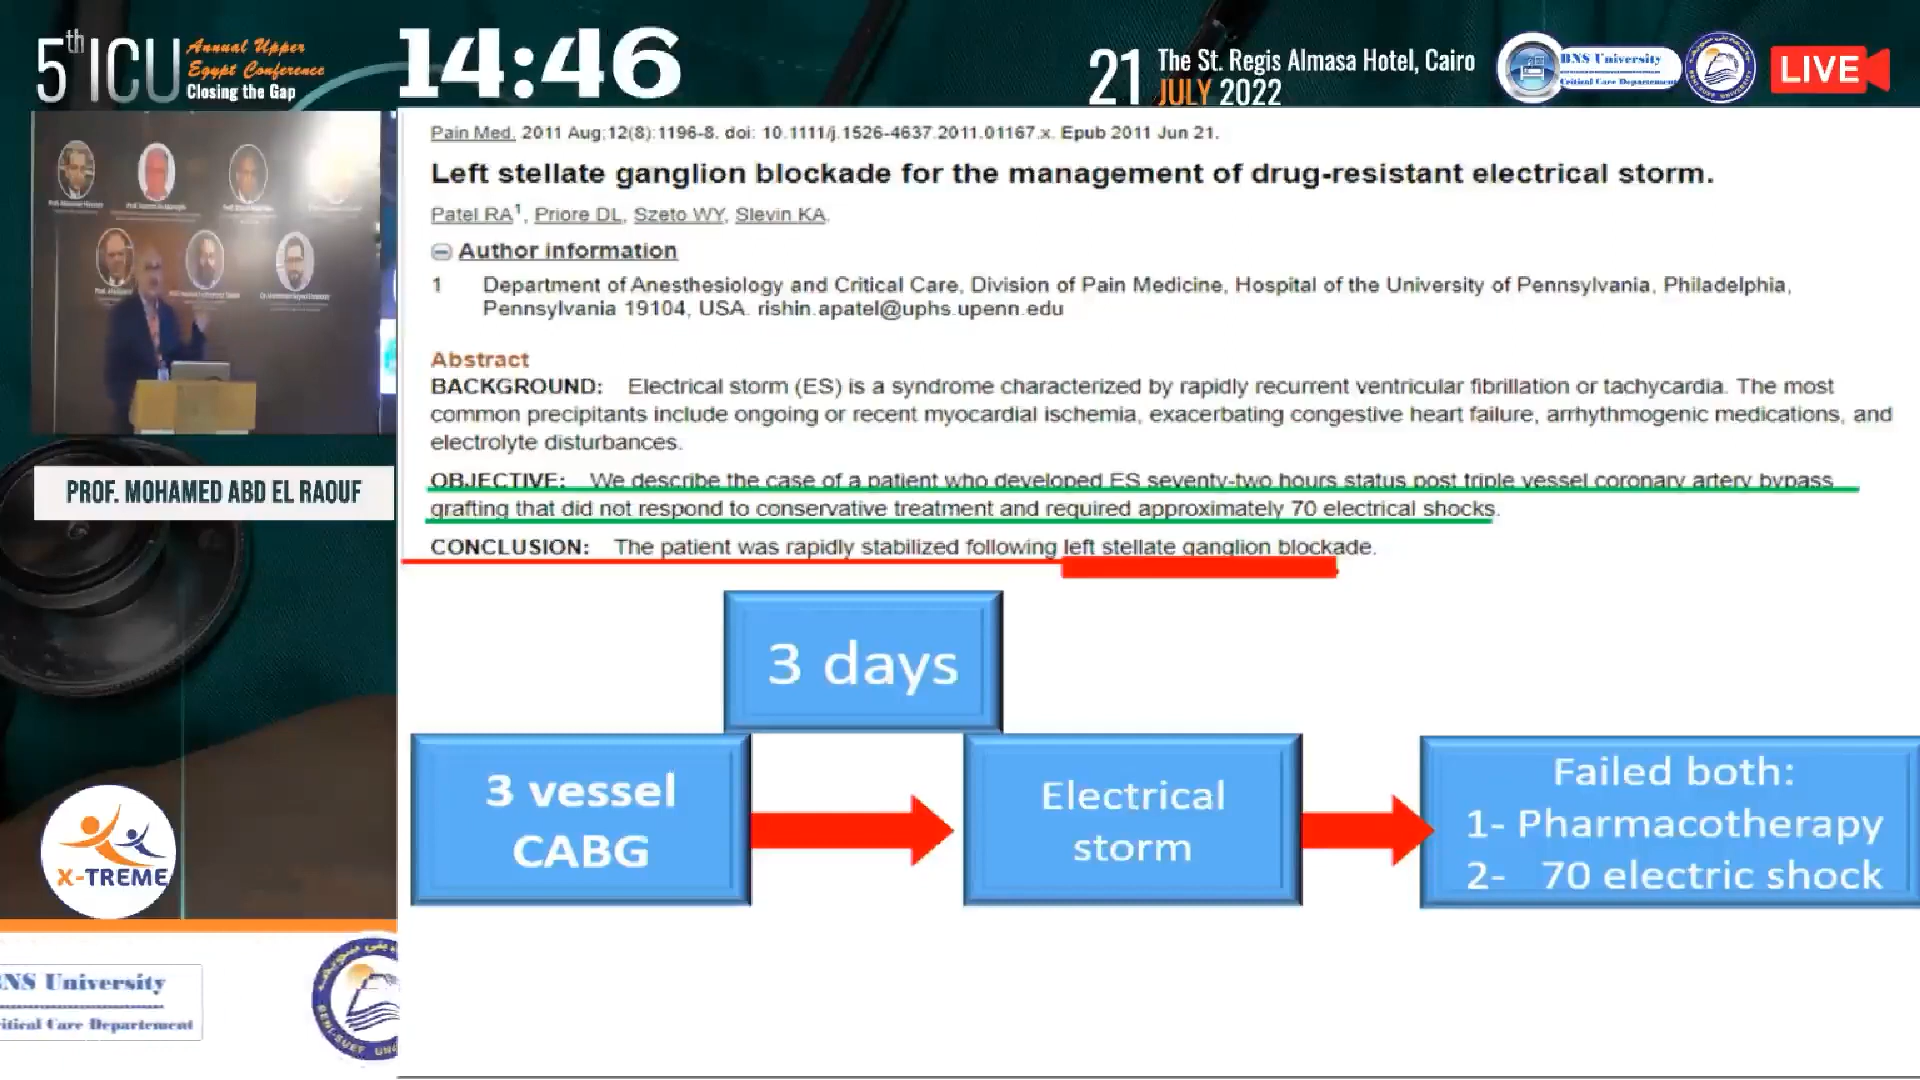 5th ICU
Annual Upper
Egypt Conference
Closing the Gap
14:46
21
The St. Regis Almasa Hotel, Cairo
JULY 2022
BNS University
Critical Care Departement
LIVE
PROF. MOHAMED ABD EL RAOUF
X-TREME
BNS University
ritical Care Departement
Pain Med. 2011 Aug;12(8):1196-8. doi: 10.1111/j.1526-4637.2011.01167.x. Epub 2011 Jun 21.
Left stellate ganglion blockade for the management of drug-resistant electrical storm.
Patel RA1, Priore DL, Szeto WY, Slevin KA.
Author information
1 Department of Anesthesiology and Critical Care, Division of Pain Medicine, Hospital of the University of Pennsylvania, Philadelphia,
Pennsylvania 19104, USA. rishin.apatel@uphs.upenn.edu
Abstract
BACKGROUND: Electrical storm (ES) is a syndrome characterized by rapidly recurrent ventricular fibrillation or tachycardia. The most
common precipitants include ongoing or recent myocardial ischemia, exacerbating congestive heart failure, arrhythmogenic medications, and
electrolyte disturbances.
OBJECTIVE: We describe the case of a patient who developed ES seventy-two hours status post triple vessel coronary artery bypass
grafting that did not respond to conservative treatment and required approximately 70 electrical shocks.
CONCLUSION: The patient was rapidly stabilized following left stellate ganglion blockade.
3 days
3 vessel
CABG
Electrical
storm
Failed both:
1- Pharmacotherapy
2- 70 electric shock